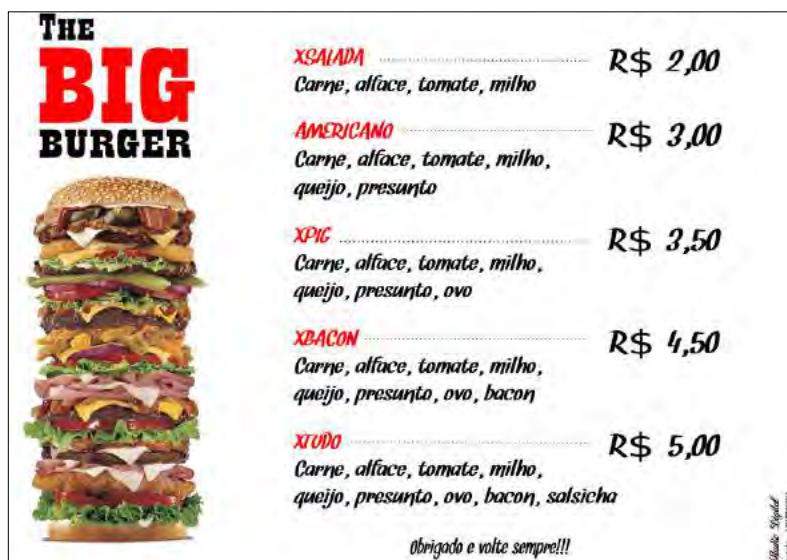 THE
BIG
BURGER
XSALADA R$ 2,00
Carne, alface, tomate, milho
AMERICANO R$ 3,00
Carne, alface, tomate, milho,
queijo, presunto
XPIG R$ 3,50
Carne, alface, tomate, milho,
queijo, presunto, ovo
XBACON R$ 4,50
Carne, alface, tomate, milho,
queijo, presunto, ovo, bacon
XTUDO R$ 5,00
Carne, alface, tomate, milho,
queijo, presunto, ovo, bacon, salsicha
Obrigado e volte sempre!!!